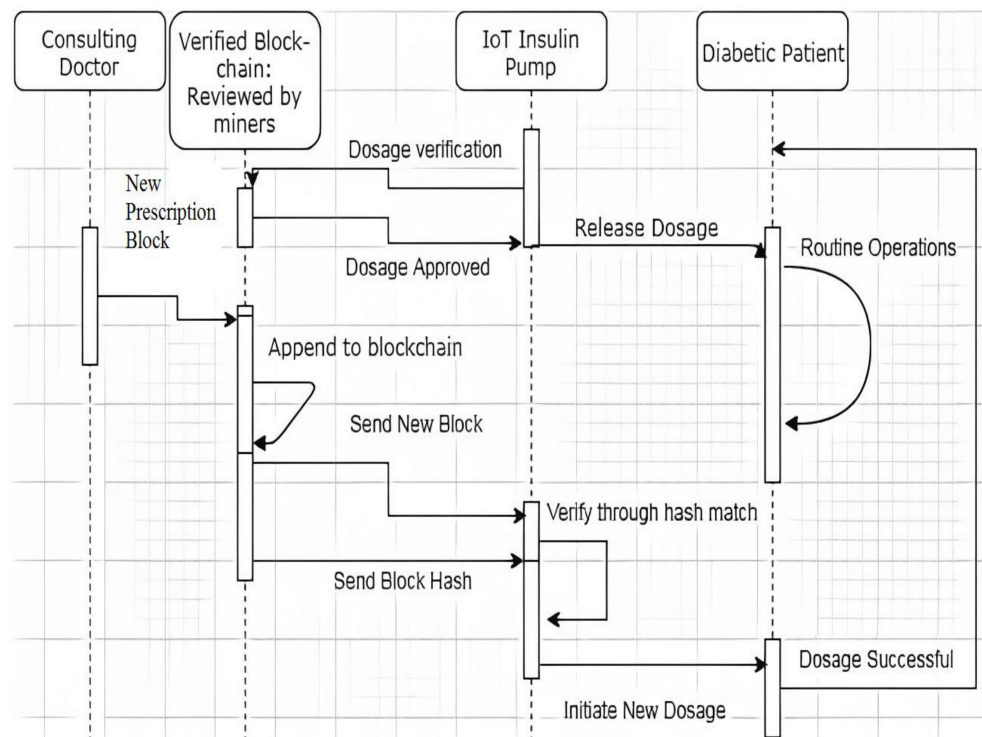 Consulting
Doctor
Verified Block-
chain:
Reviewed by
miners
IoT Insulin
Pump
Diabetic Patient
Dosage verification
New
Prescription
Block
Release Dosage
Routine Operations
Dosage Approved
Append to blockchain
Send New Block
Verify through hash match
Send Block Hash
Dosage Successful
Initiate New Dosage